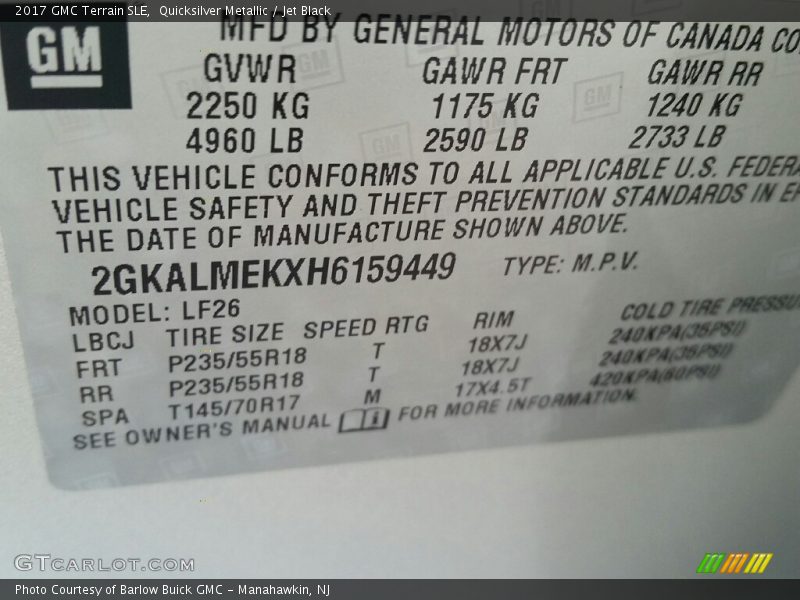 2017 GMC Terrain SLE, Quicksilver Metallic / Jet Black
MFD BY GENERAL MOTORS OF CANADA CO
GM
GVWR GAWR FRT GAWR RR
2250 KG 1175 KG 1240 KG
4960 LB 2590 LB 2733 LB
THIS VEHICLE CONFORMS TO ALL APPLICABLE U.S. FEDERA
VEHICLE SAFETY AND THEFT PREVENTION STANDARDS IN EF
THE DATE OF MANUFACTURE SHOWN ABOVE.
2GKALMEKXH6159449 TYPE: M.P.V.
MODEL: LF26
LBCJ TIRE SIZE SPEED RTG RIM COLD TIRE PRESSU
FRT P235/55R18 T 18X7J 240KPA(35PSI)
RR P235/55R18 T 18X7J 240KPA(35PSI)
SPA T145/70R17 M 17X4.5T 420KPA(60PSI)
SEE OWNER'S MANUAL FOR MORE INFORMATION.
GTCARLOT.COM
Photo Courtesy of Barlow Buick GMC – Manahawkin, NJ